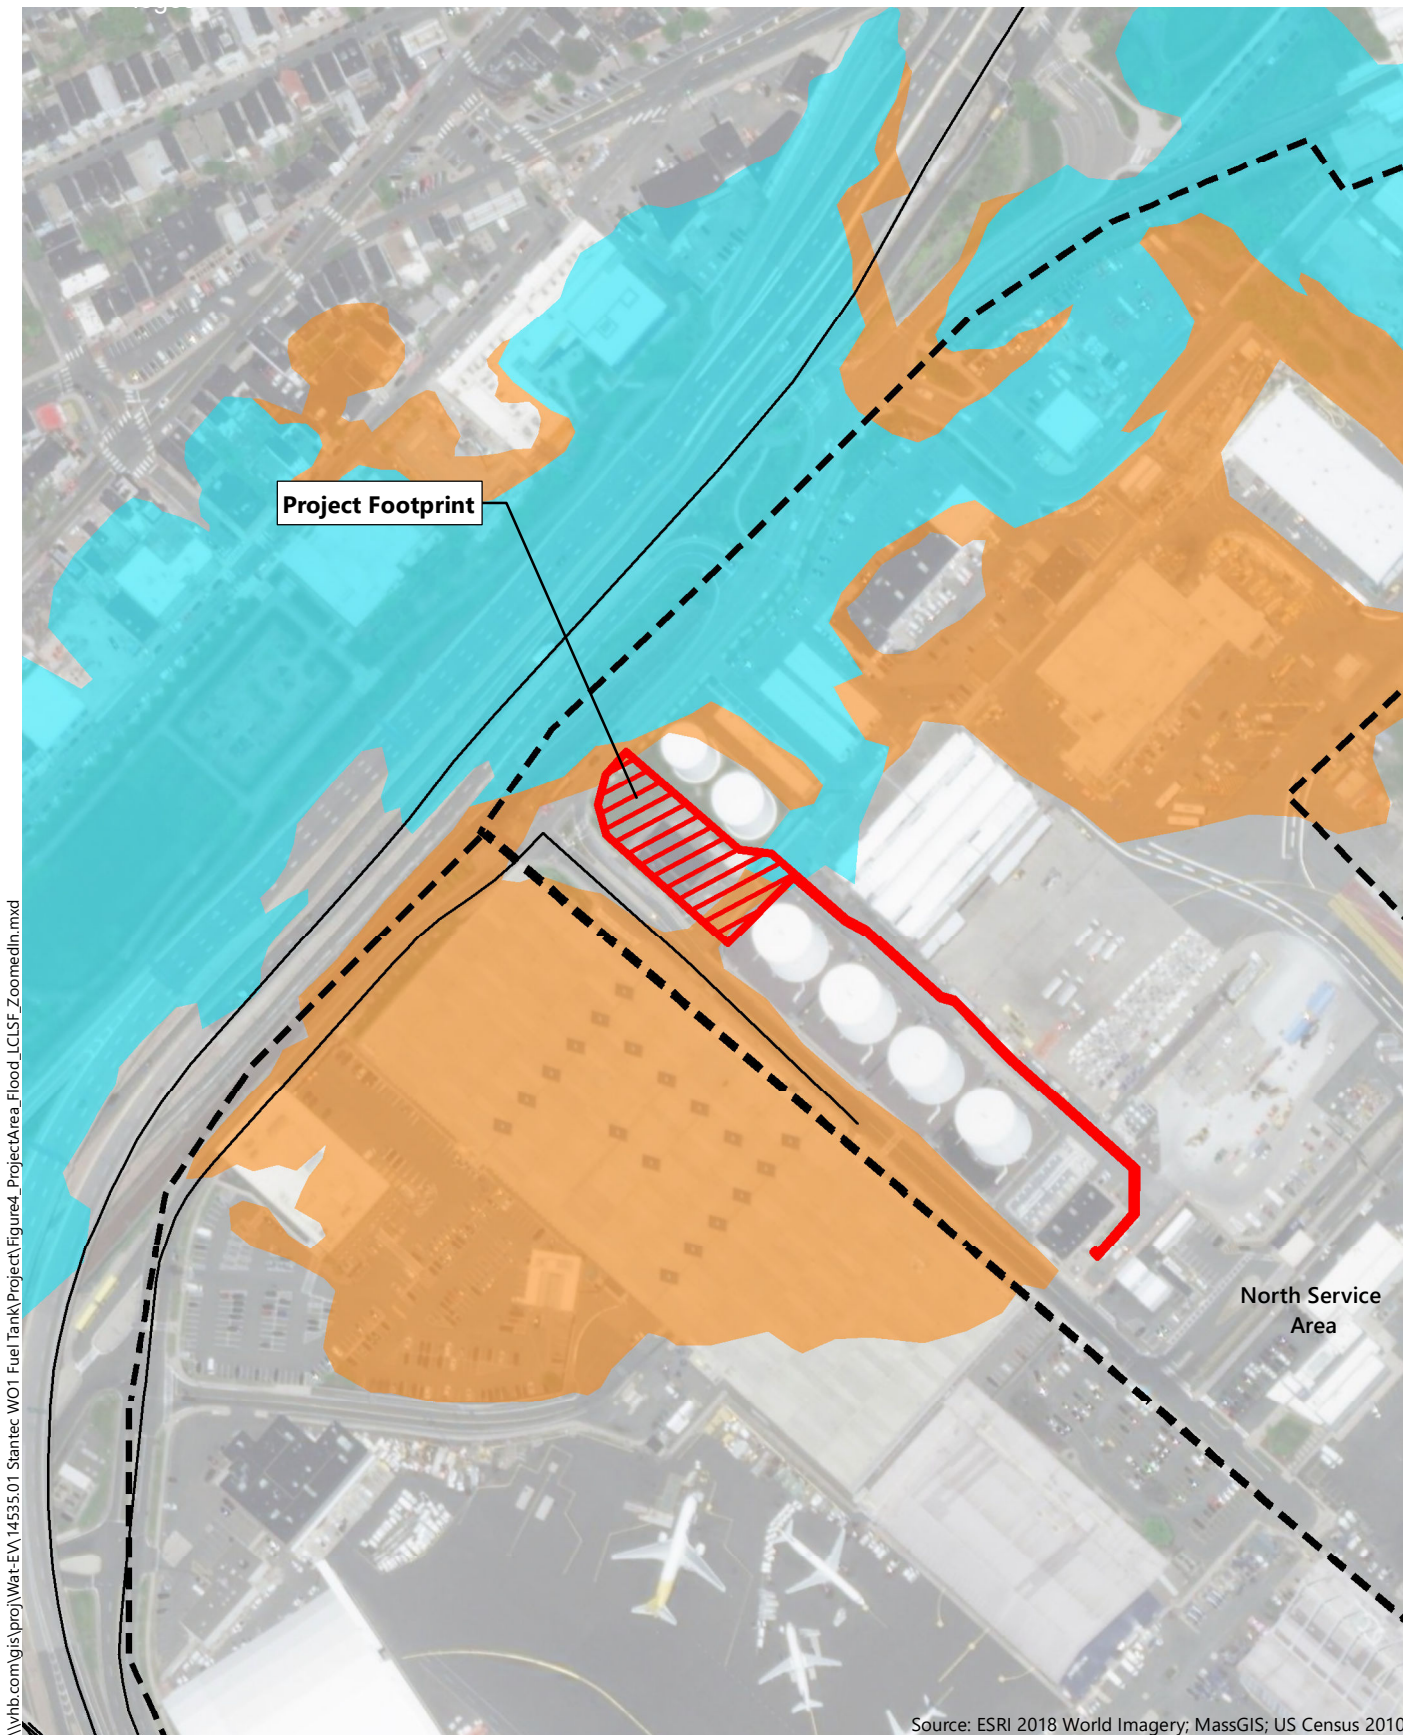 Project Footprint
North Service
Area
\\vhb.com\gis\proj\Wat-EV\14535.01 Stantec WO1 Fuel Tank\Project\Figure4_ProjectArea_Flood_LCLSF_ZoomedIn.mxd
Source: ESRI 2018 World Imagery; MassGIS; US Census 2010